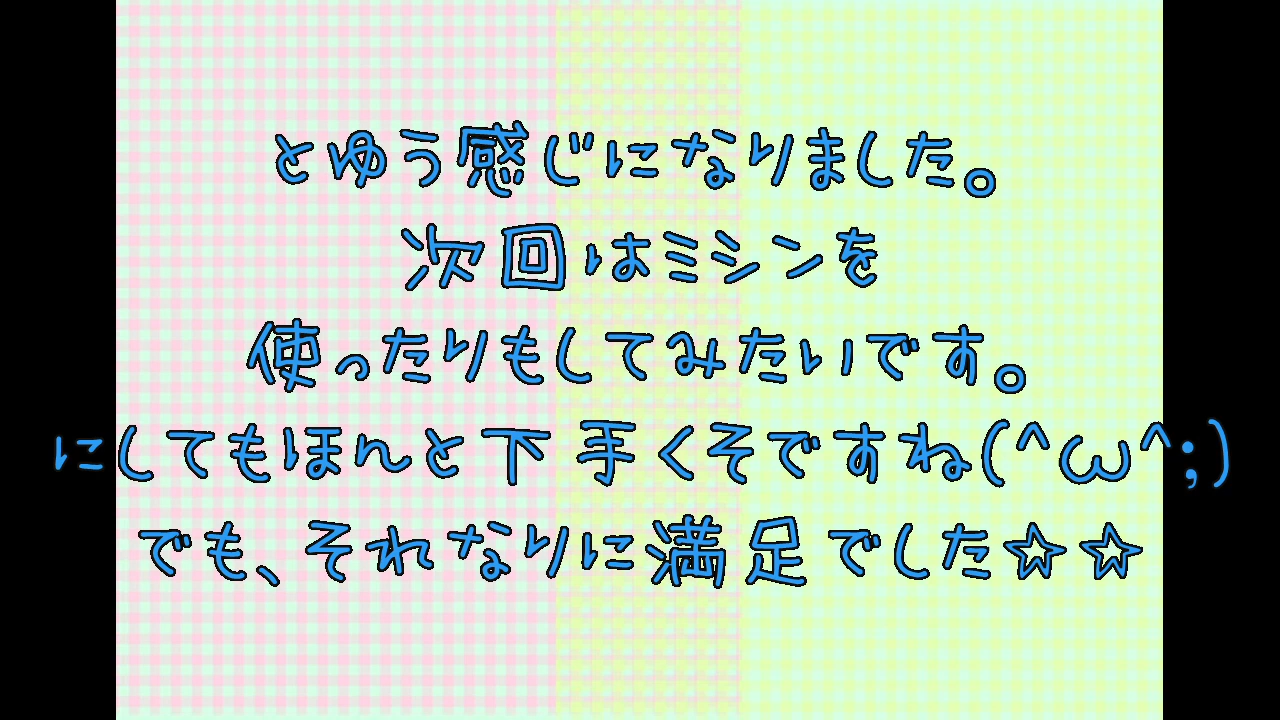 とゆう感じになりました。
次回はミシンを
使ったりもしてみたいです。
にしてもほんと下手くそですね(^ω^;)
でも、それなりに満足でした☆☆